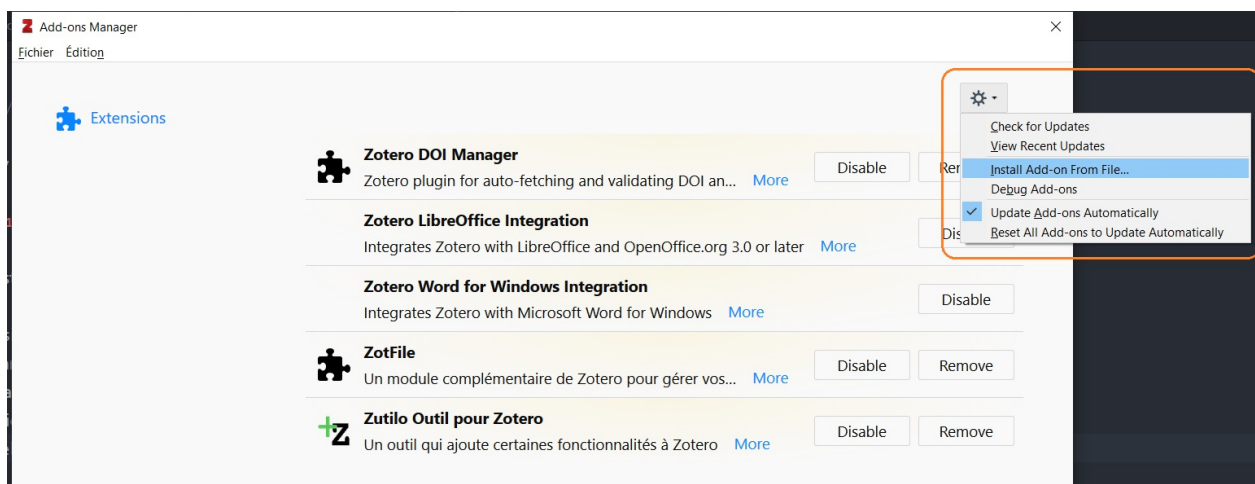 Add-ons Manager
Fichier Édition
Extensions
Check for Updates
View Recent Updates
Install Add-on From File...
Debug Add-ons
Update Add-ons Automatically
Reset All Add-ons to Update Automatically
Zotero DOI Manager
Zotero plugin for auto-fetching and validating DOI an... More
Disable
Zotero LibreOffice Integration
Integrates Zotero with LibreOffice and OpenOffice.org 3.0 or later More
Zotero Word for Windows Integration
Integrates Zotero with Microsoft Word for Windows More
Disable
ZotFile
Un module complémentaire de Zotero pour gérer vos... More
Disable Remove
Zutilo Outil pour Zotero
Un outil qui ajoute certaines fonctionnalités à Zotero More
Disable Remove